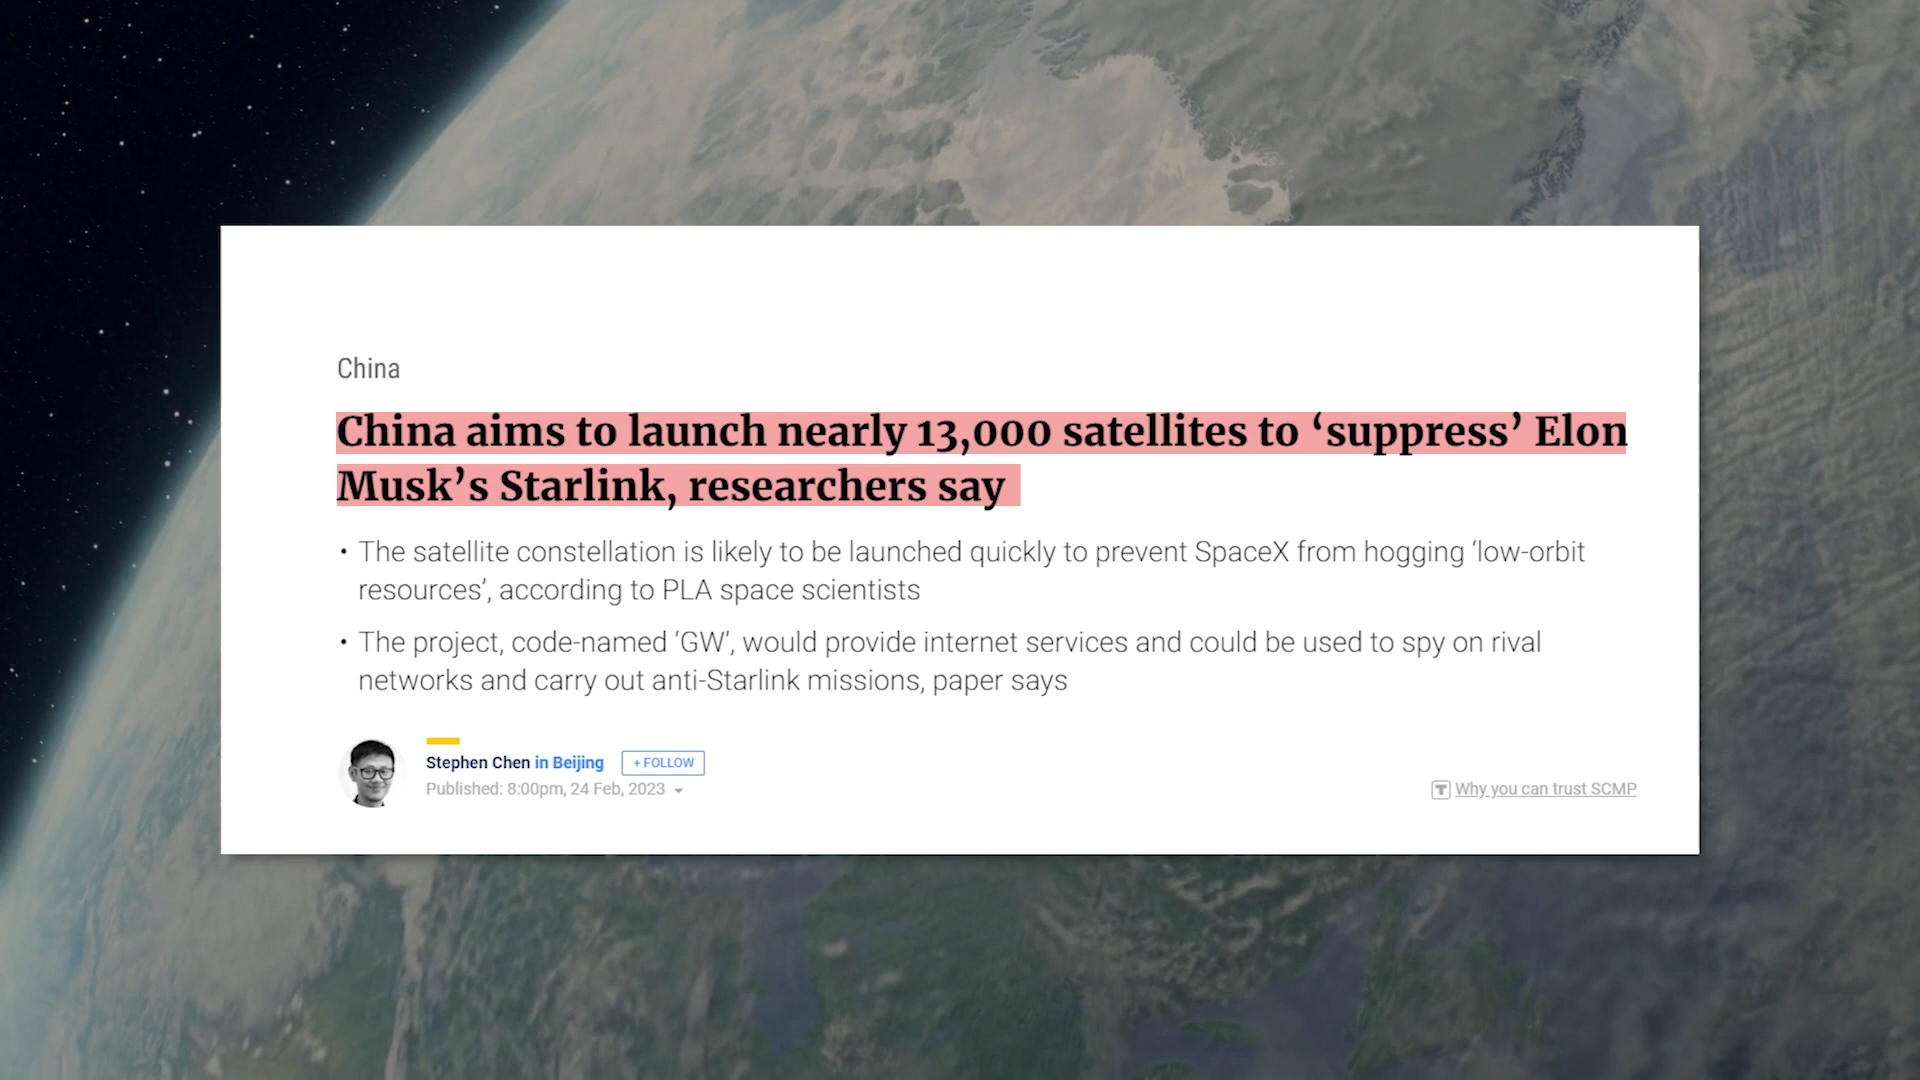 China
China aims to launch nearly 13,000 satellites to ‘suppress’ Elon
Musk’s Starlink, researchers say
• The satellite constellation is likely to be launched quickly to prevent SpaceX from hogging ‘low-orbit
resources’, according to PLA space scientists
• The project, code-named ‘GW’, would provide internet services and could be used to spy on rival
networks and carry out anti-Starlink missions, paper says
Stephen Chen in Beijing + FOLLOW
Published: 8:00pm, 24 Feb, 2023
T Why you can trust SCMP